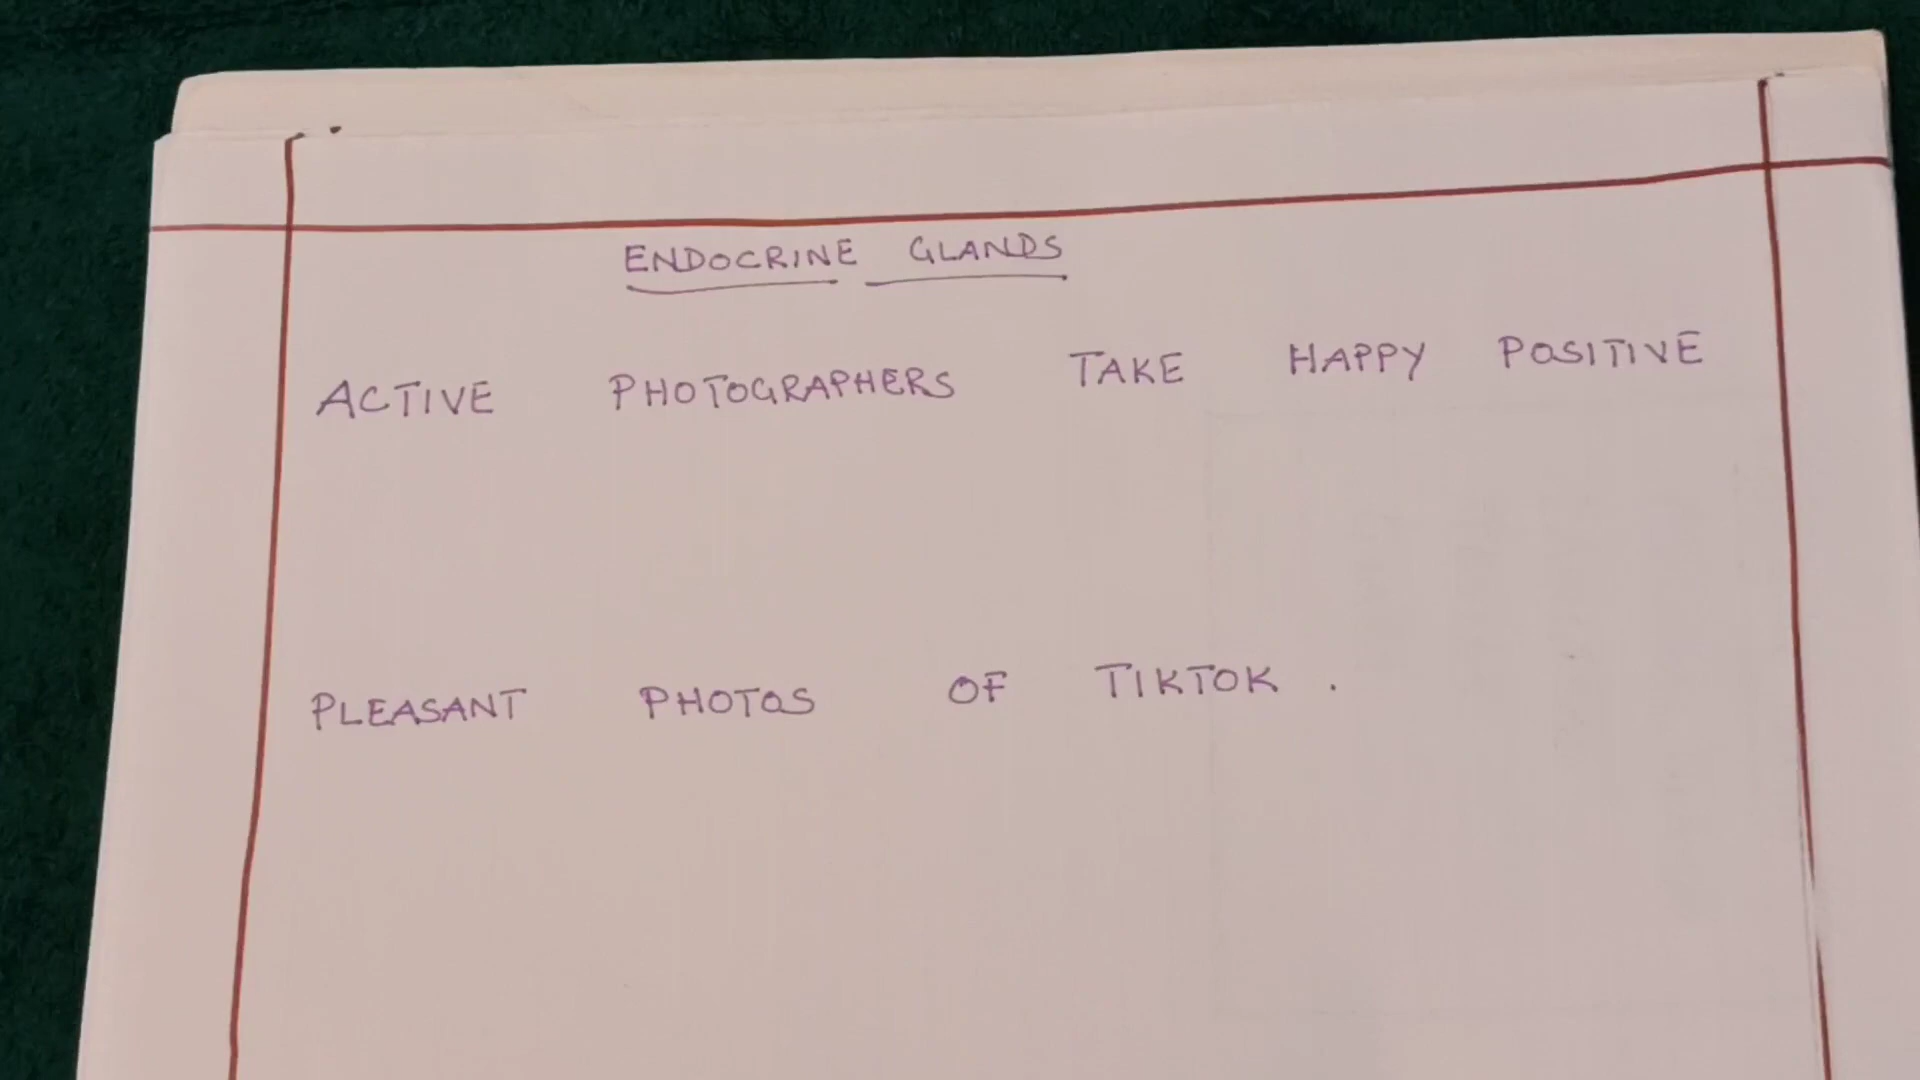 ENDOCRINE GLANDS
ACTIVE PHOTOGRAPHERS TAKE HAPPY POSITIVE
PLEASANT PHOTOS OF TIKTOK .